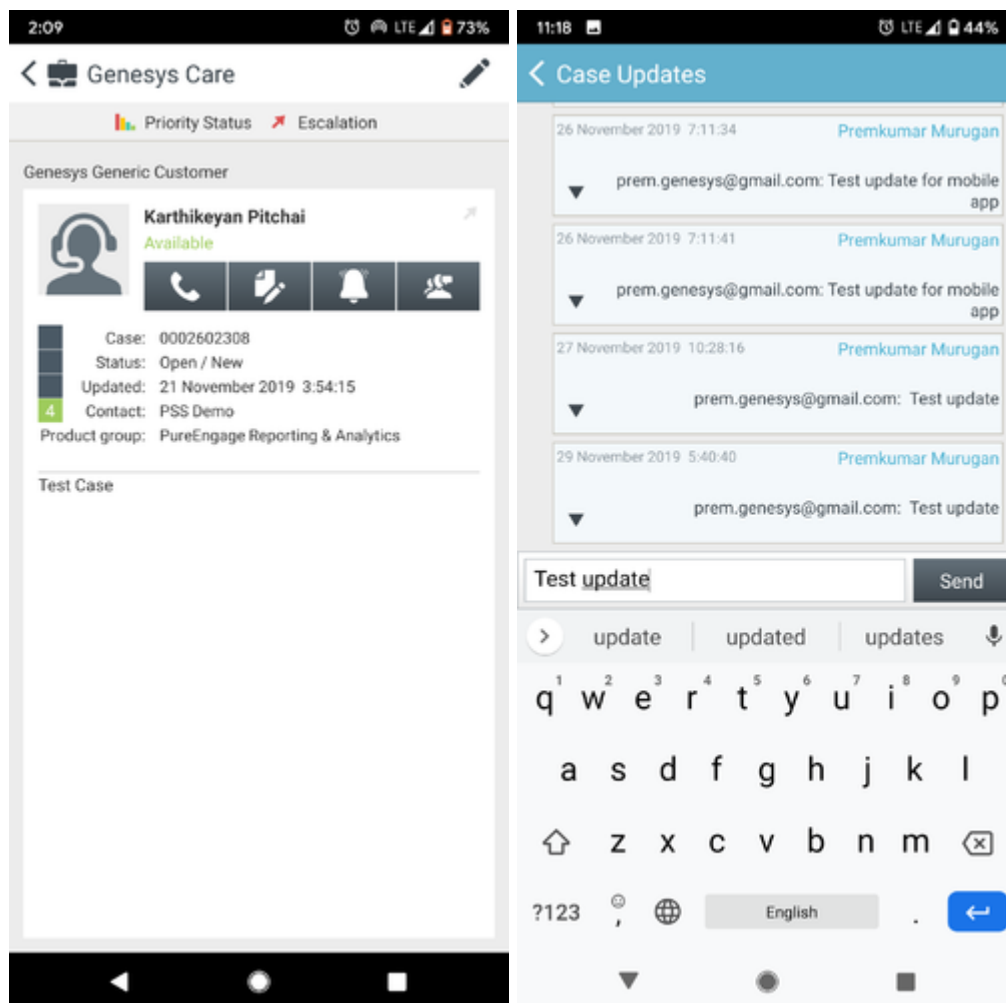 2:09 LTE 73%
Genesys Care
Priority Status Escalation
Genesys Generic Customer
Karthikeyan Pitchai
Available
Case: 0002602308
Status: Open / New
Updated: 21 November 2019 3:54:15
4 Contact: PSS Demo
Product group: PureEngage Reporting & Analytics
Test Case
11:18 LTE 44%
Case Updates
26 November 2019 7:11:34 Premkumar Murugan
prem.genesys@gmail.com: Test update for mobile
app
26 November 2019 7:11:41 Premkumar Murugan
prem.genesys@gmail.com: Test update for mobile
app
27 November 2019 10:28:16 Premkumar Murugan
prem.genesys@gmail.com: Test update
29 November 2019 5:40:40 Premkumar Murugan
prem.genesys@gmail.com: Test update
Test update Send
update updated updates
1 2 3 4 5 6 7 8 9 0
q w e r t y u i o p
a s d f g h j k l
z x c v b n m
?123 , English .